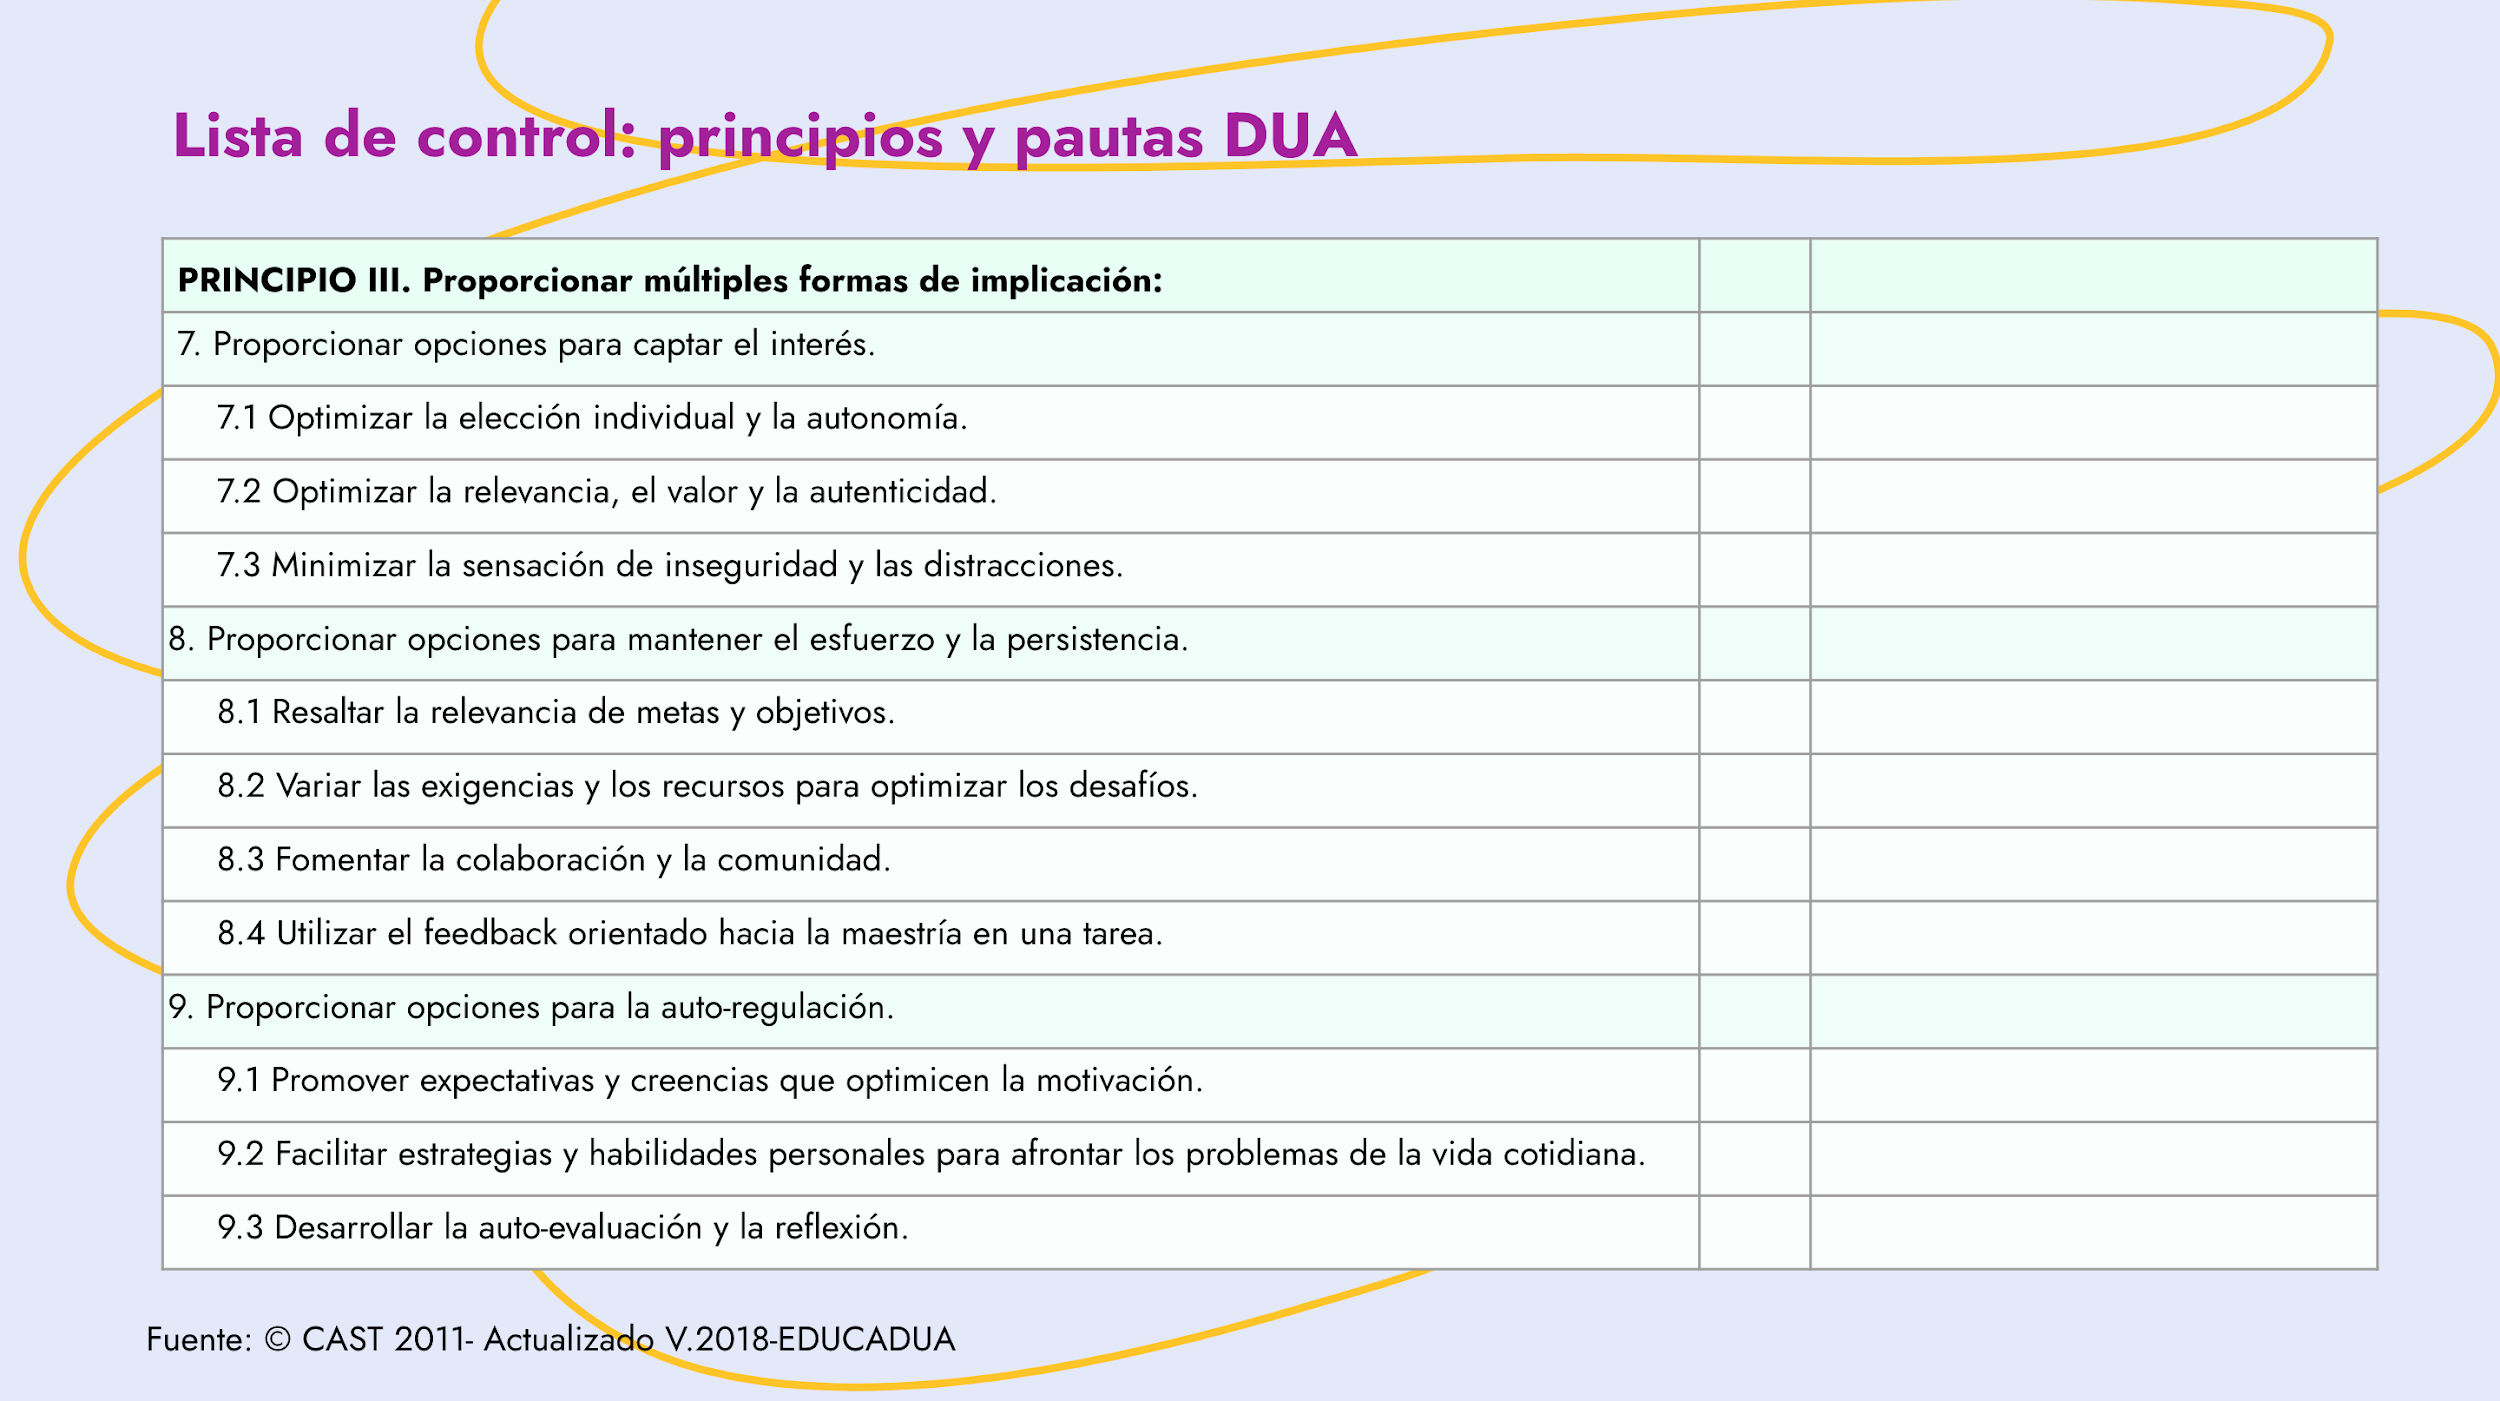 Lista de control: principios y pautas DUA
PRINCIPIO III. Proporcionar múltiples formas de implicación:
7. Proporcionar opciones para captar el interés.
7.1 Optimizar la elección individual y la autonomía.
7.2 Optimizar la relevancia, el valor y la autenticidad.
7.3 Minimizar la sensación de inseguridad y las distracciones.
8. Proporcionar opciones para mantener el esfuerzo y la persistencia.
8.1 Resaltar la relevancia de metas y objetivos.
8.2 Variar las exigencias y los recursos para optimizar los desafíos.
8.3 Fomentar la colaboración y la comunidad.
8.4 Utilizar el feedback orientado hacia la maestría en una tarea.
9. Proporcionar opciones para la auto-regulación.
9.1 Promover expectativas y creencias que optimicen la motivación.
9.2 Facilitar estrategias y habilidades personales para afrontar los problemas de la vida cotidiana.
9.3 Desarrollar la auto-evaluación y la reflexión.
Fuente: © CAST 2011- Actualizado V.2018-EDUCADUA